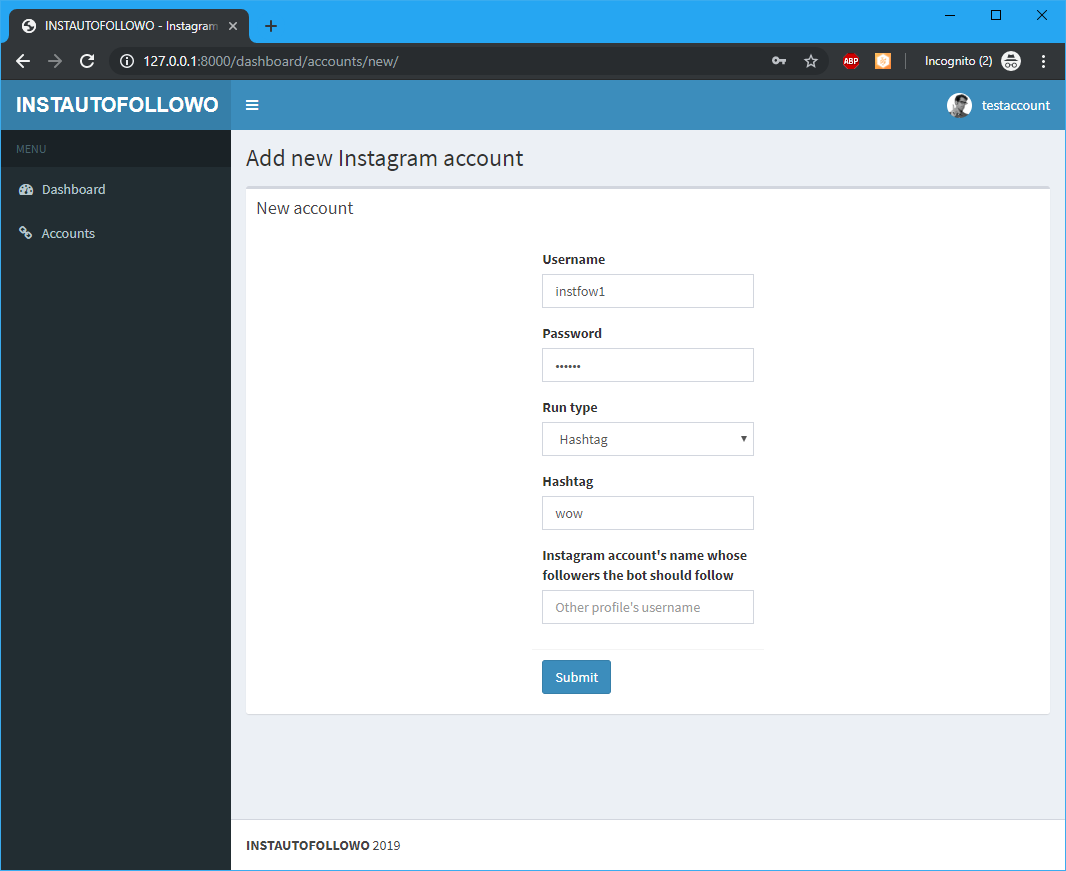 INSTAUTOFOLLOWO - Instagram
127.0.0.1:8000/dashboard/accounts/new/
ABP
Incognito (2)
INSTAUTOFOLLOWO
testaccount
MENU
Dashboard
Accounts
Add new Instagram account
New account
Username
instfow1
Password
••••••
Run type
Hashtag
Hashtag
wow
Instagram account's name whose
followers the bot should follow
Other profile's username
Submit
INSTAUTOFOLLOWO 2019